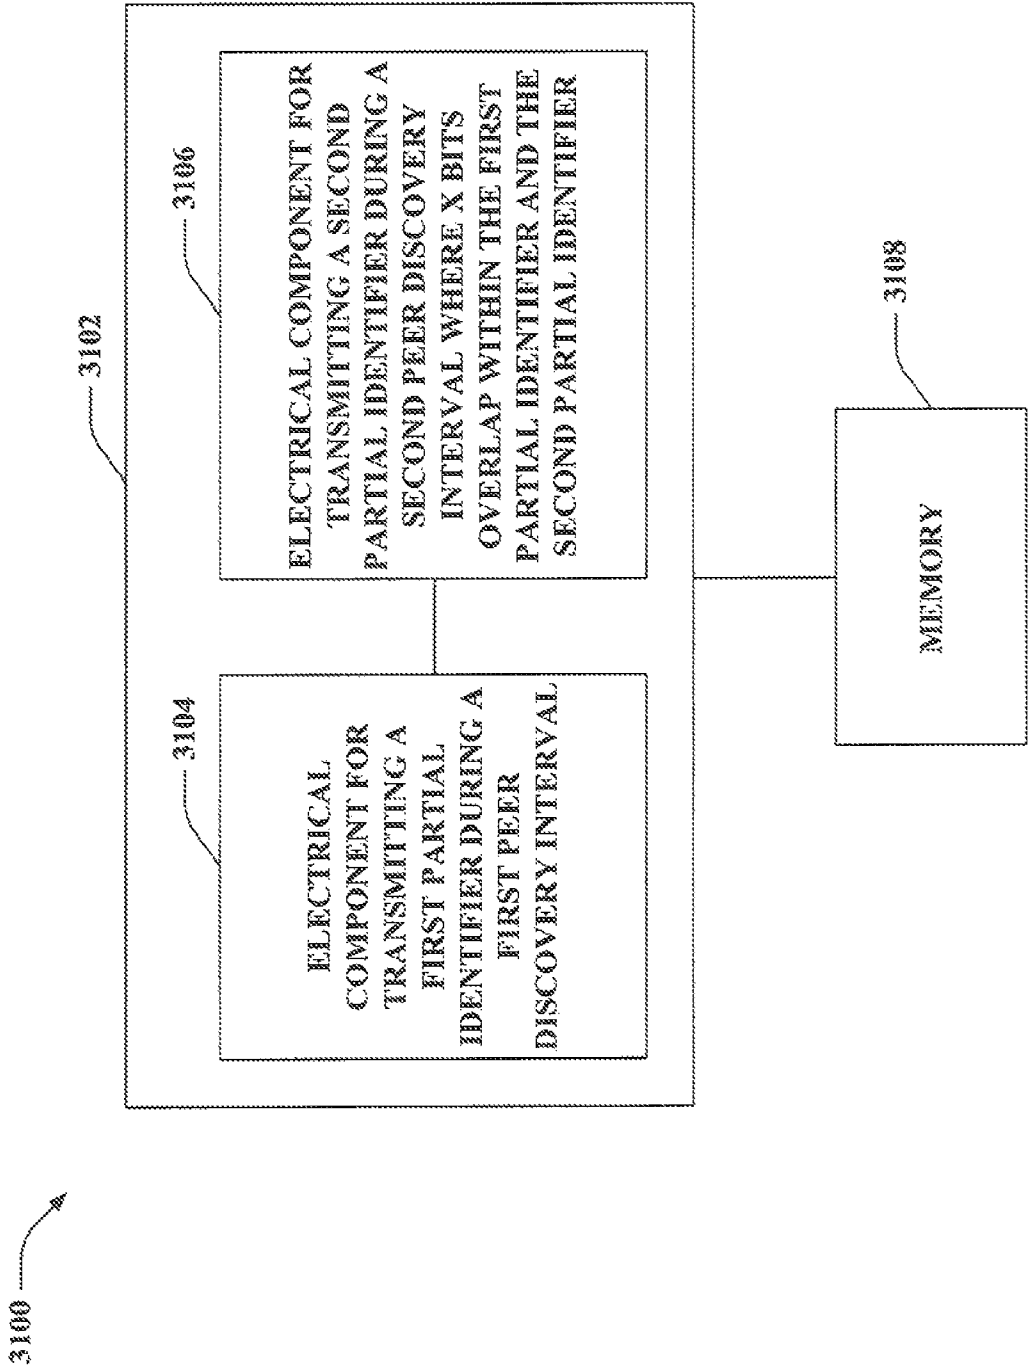 3100
3102
3104
ELECTRICAL
COMPONENT FOR
TRANSMITTING A
FIRST PARTIAL
IDENTIFIER DURING A
FIRST PEER
DISCOVERY INTERVAL
3106
ELECTRICAL COMPONENT FOR
TRANSMITTING A SECOND
PARTIAL IDENTIFIER DURING A
SECOND PEER DISCOVERY
INTERVAL WHERE X BITS
OVERLAP WITHIN THE FIRST
PARTIAL IDENTIFIER AND THE
SECOND PARTIAL IDENTIFIER
3108
MEMORY